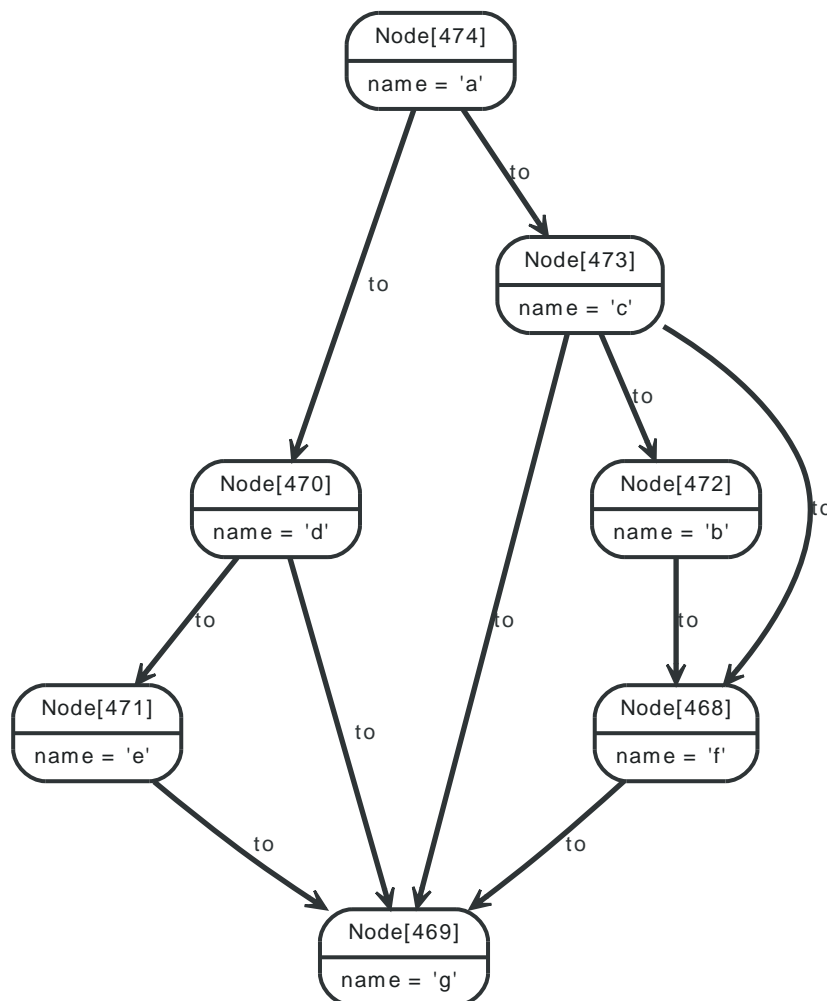 Node[474]
name = 'a'
to
Node[473]
to
name = 'c'
to
Node[470]
Node[472]
to
name = 'd'
name = 'b'
to
to
to
Node[471]
Node[468]
to
name = 'e'
name = 'f'
to
to
Node[469]
name = 'g'